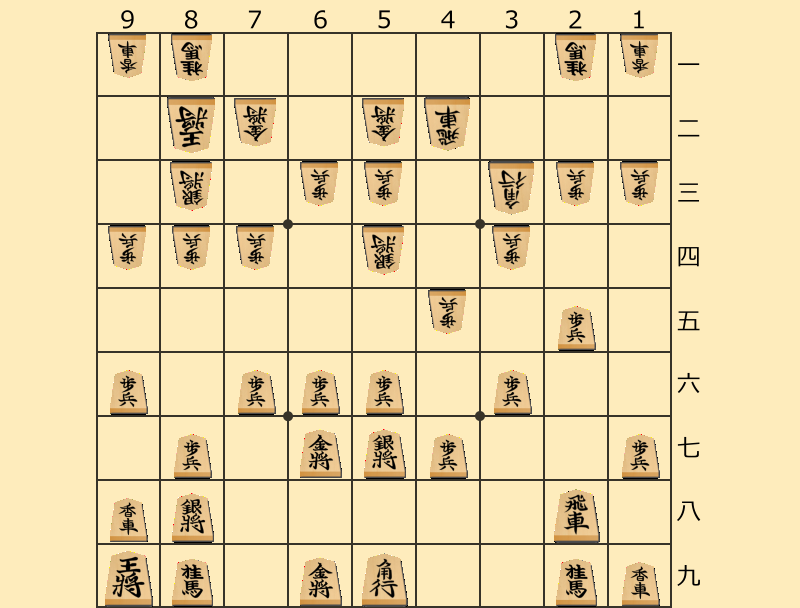 9 8 7 6 5 4 3 2 1
香車 桂馬 桂馬 香車 一
王将 金将 金将 飛車 二
銀将 歩兵 歩兵 角行 歩兵 歩兵 三
歩兵 歩兵 歩兵 銀将 歩兵 四
歩兵 歩兵 五
歩兵 歩兵 歩兵 歩兵 歩兵 六
歩兵 金将 銀将 歩兵 歩兵 七
香車 銀将 飛車 八
王将 桂馬 金将 角行 桂馬 香車 九